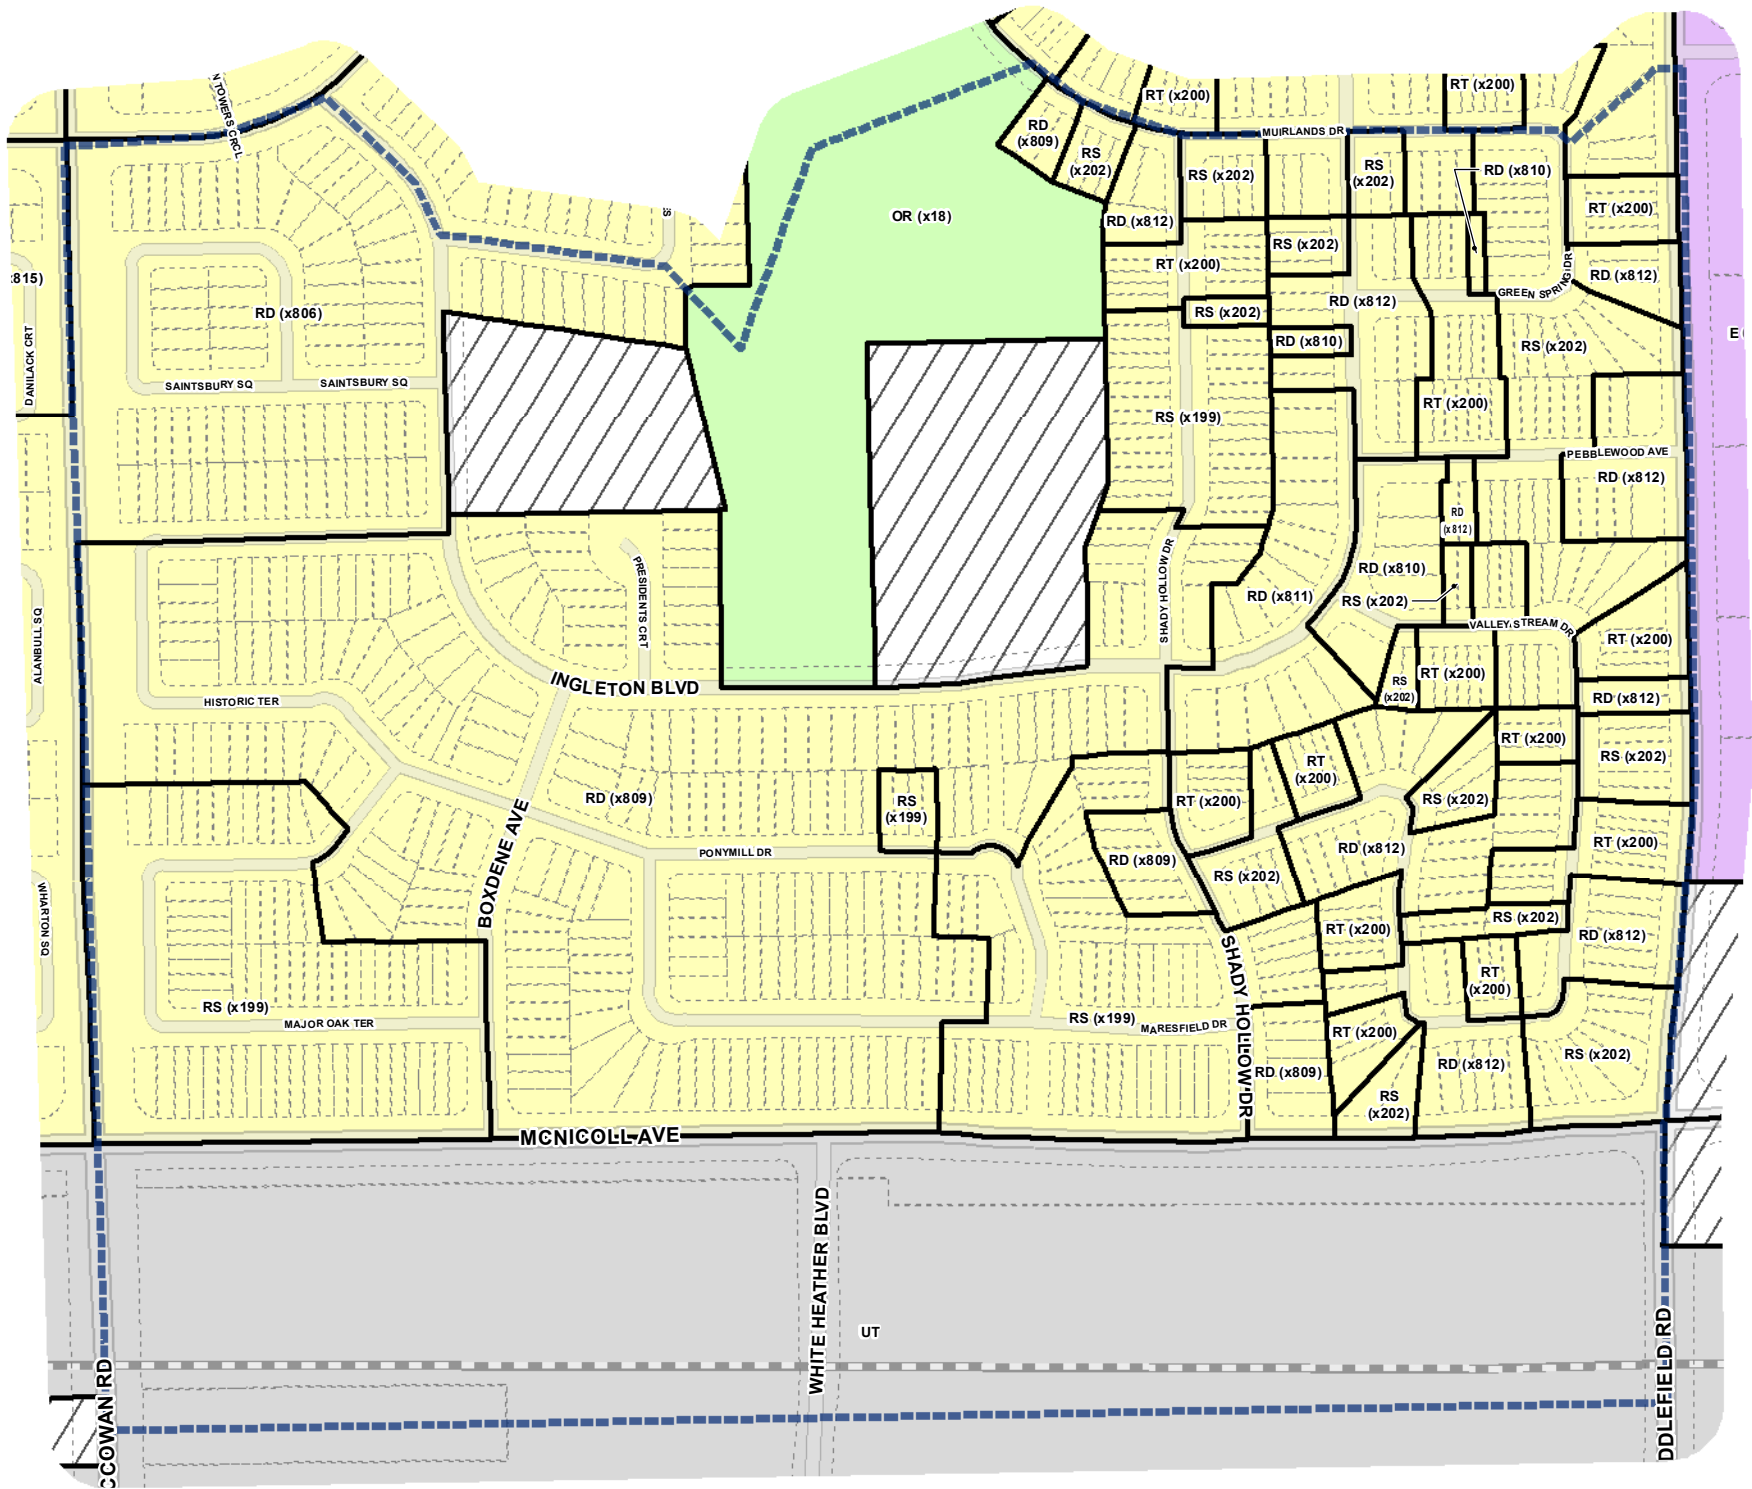 N TOWERS CRCL
RT (x200)
RT (x200)
MUIRLANDS DR
RD
(x809)
RS
(x202)
RS (x202)
RS
(x202)
RD (x810)
OR (x18)
RD (x812)
RT (x200)
RS (x202)
RT (x200)
GREEN SPRING DR
RD (x812)
x815)
RD (x806)
RS (x202)
RD (x812)
RD (x810)
RS (x202)
DANILACK CRT
SAINTSBURY SQ
SAINTSBURY SQ
RS (x199)
RT (x200)
PEBBLEWOOD AVE
RD (x812)
RD
(x812)
SHADY HOLLOW DR
PRESIDENTS CRT
RD (x811)
RD (x810)
RS (x202)
VALLEY STREAM DR
RT (x200)
ALANBULL SQ
HISTORIC TER
INGLETON BLVD
RS
(x202)
RT (x200)
RD (x812)
RT (x200)
RS (x202)
RT
(x200)
RD (x809)
RS
(x199)
RT (x200)
RS (x202)
BOXDENE AVE
PONYMILL DR
RD (x809)
RS (x202)
RD (x812)
RT (x200)
WHARTON SQ
RS (x202)
RT (x200)
RD (x812)
RT
(x200)
RS (x199)
MAJOR OAK TER
RS (x199)
MARESFIELD DR
SHADY HOLLOW DR
RT (x200)
RD (x809)
RS
(x202)
RD (x812)
RS (x202)
MCNICOLL AVE
WHITE HEATHER BLVD
UT
CCOWAN RD
DDLEFIELD RD